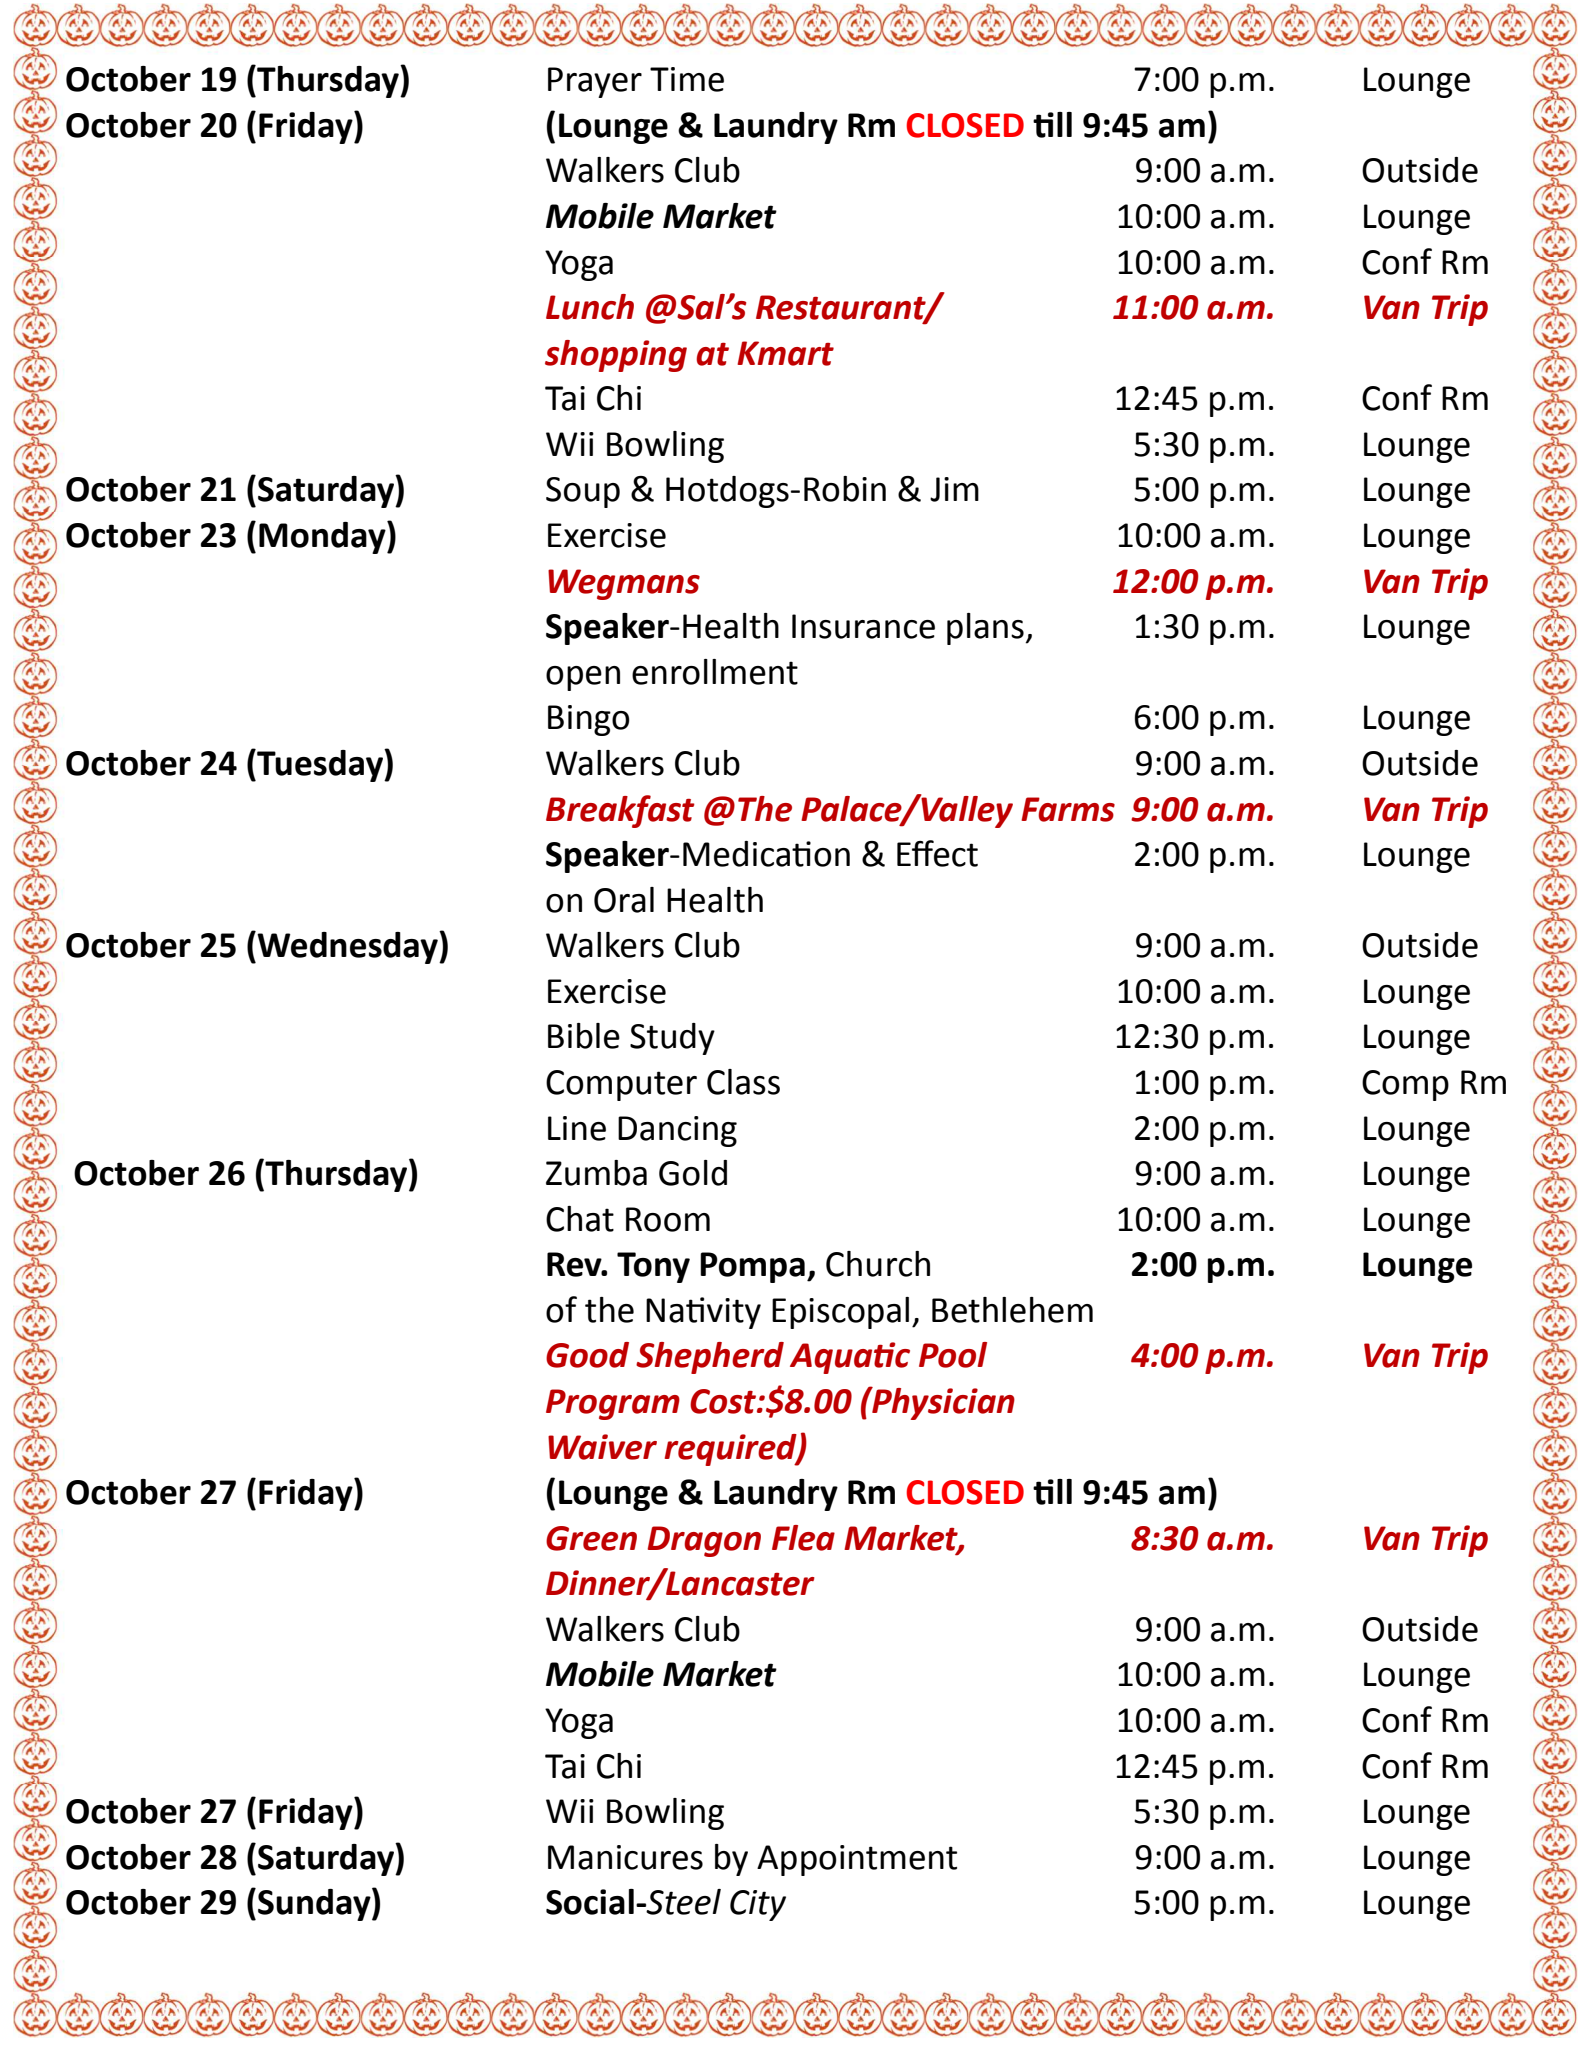 October 19 (Thursday) Prayer Time 7:00 p.m. Lounge
October 20 (Friday) (Lounge & Laundry Rm CLOSED till 9:45 am)
Walkers Club 9:00 a.m. Outside
Mobile Market 10:00 a.m. Lounge
Yoga 10:00 a.m. Conf Rm
Lunch @Sal’s Restaurant/ 11:00 a.m. Van Trip
shopping at Kmart
Tai Chi 12:45 p.m. Conf Rm
Wii Bowling 5:30 p.m. Lounge
October 21 (Saturday) Soup & Hotdogs-Robin & Jim 5:00 p.m. Lounge
October 23 (Monday) Exercise 10:00 a.m. Lounge
Wegmans 12:00 p.m. Van Trip
Speaker-Health Insurance plans, 1:30 p.m. Lounge
open enrollment
Bingo 6:00 p.m. Lounge
October 24 (Tuesday) Walkers Club 9:00 a.m. Outside
Breakfast @The Palace/Valley Farms 9:00 a.m. Van Trip
Speaker-Medication & Effect 2:00 p.m. Lounge
on Oral Health
October 25 (Wednesday) Walkers Club 9:00 a.m. Outside
Exercise 10:00 a.m. Lounge
Bible Study 12:30 p.m. Lounge
Computer Class 1:00 p.m. Comp Rm
Line Dancing 2:00 p.m. Lounge
October 26 (Thursday) Zumba Gold 9:00 a.m. Lounge
Chat Room 10:00 a.m. Lounge
Rev. Tony Pompa, Church 2:00 p.m. Lounge
of the Nativity Episcopal, Bethlehem
Good Shepherd Aquatic Pool 4:00 p.m. Van Trip
Program Cost:$8.00 (Physician
Waiver required)
October 27 (Friday) (Lounge & Laundry Rm CLOSED till 9:45 am)
Green Dragon Flea Market, 8:30 a.m. Van Trip
Dinner/Lancaster
Walkers Club 9:00 a.m. Outside
Mobile Market 10:00 a.m. Lounge
Yoga 10:00 a.m. Conf Rm
Tai Chi 12:45 p.m. Conf Rm
October 27 (Friday) Wii Bowling 5:30 p.m. Lounge
October 28 (Saturday) Manicures by Appointment 9:00 a.m. Lounge
October 29 (Sunday) Social-Steel City 5:00 p.m. Lounge